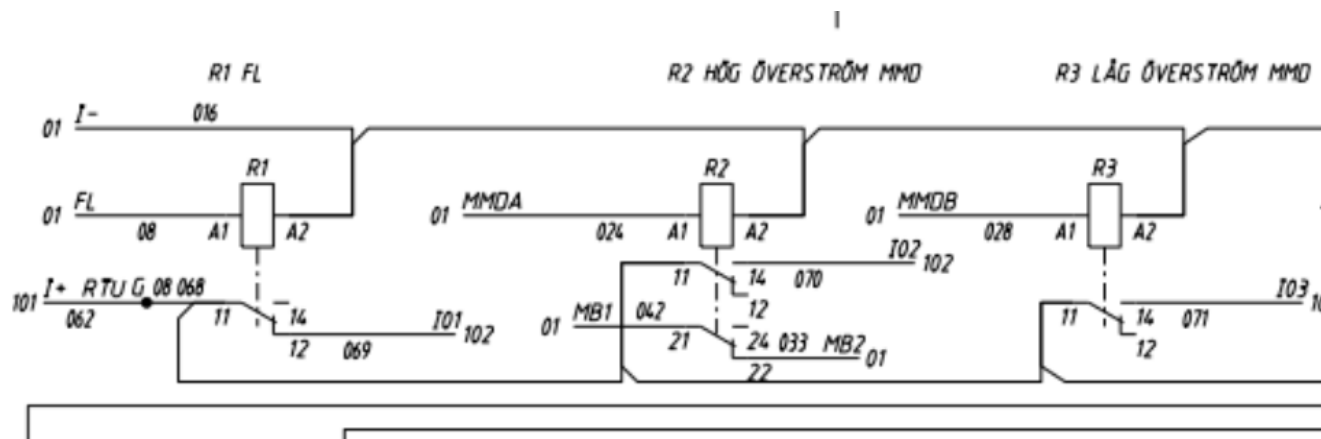 R1 FL
R2 HÖG ÖVERSTRÖM MMD
R3 LÅG ÖVERSTRÖM MMD
01 I- 016
R1
R2
R3
01 FL 08 A1 A2
01 MMDA 024 A1 A2
01 MMDB 028 A1 A2
11 14 070 I02 102
12
101 I+ RTU G 08 068
062 11 14
12 069 I01 102
01 MB1 042 21 24 033 MB2 01
22
11 14 071 I03
12